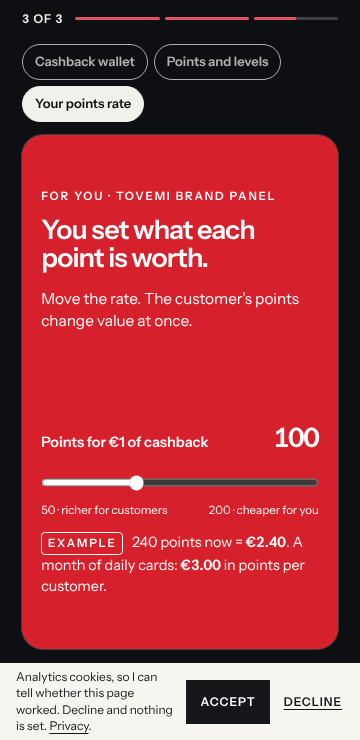 3 OF 3
Cashback wallet
Points and levels
Your points rate
FOR YOU · TOVEMI BRAND PANEL
You set what each
point is worth.
Move the rate. The customer’s points
change value at once.
Points for €1 of cashback 100
50 · richer for customers 200 · cheaper for you
EXAMPLE 240 points now = €2.40. A
month of daily cards: €3.00 in points per
customer.
Analytics cookies, so I can
tell whether this page
worked. Decline and nothing
is set. Privacy.
ACCEPT
DECLINE